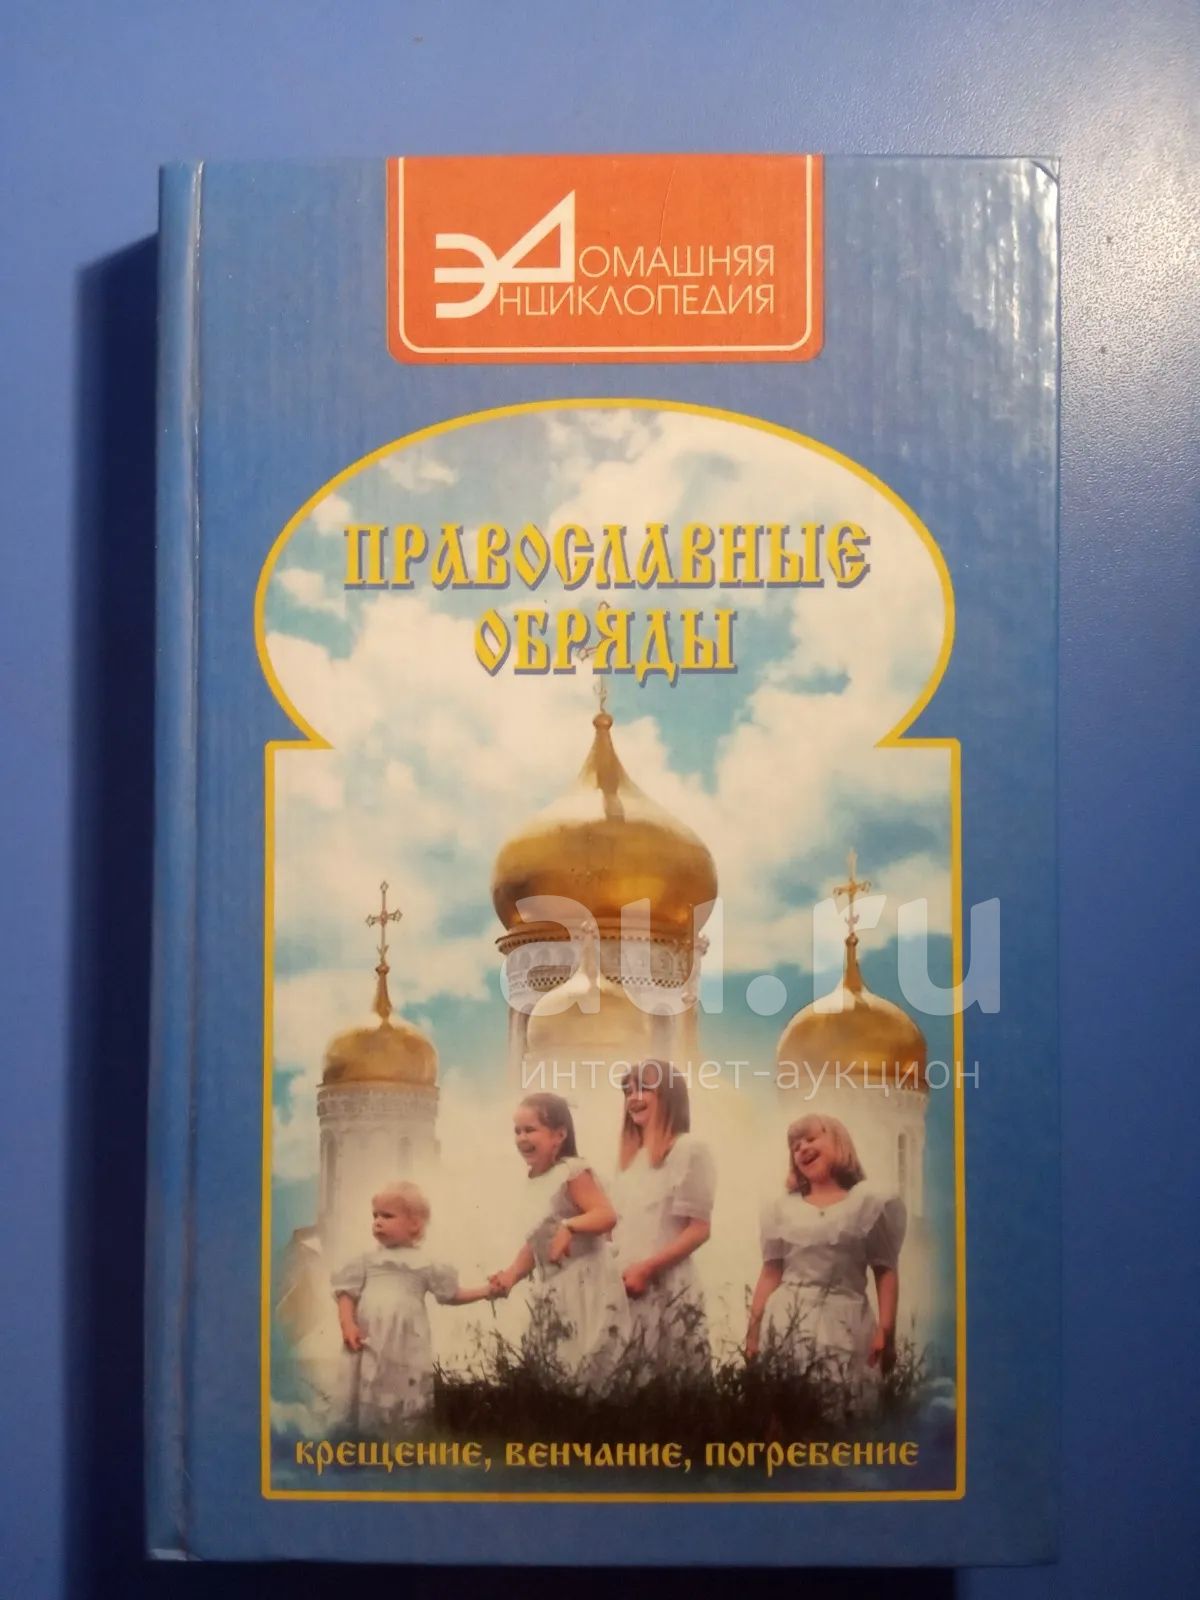 ДОМАШНЯЯ
ЭНЦИКЛОПЕДИЯ
ПРАВОСЛАВНЫЕ
ОБРЯДЫ
au.ru
интернет-аукцион
КРЕЩЕНИЕ, ВЕНЧАНИЕ, ПОГРЕБЕНИЕ